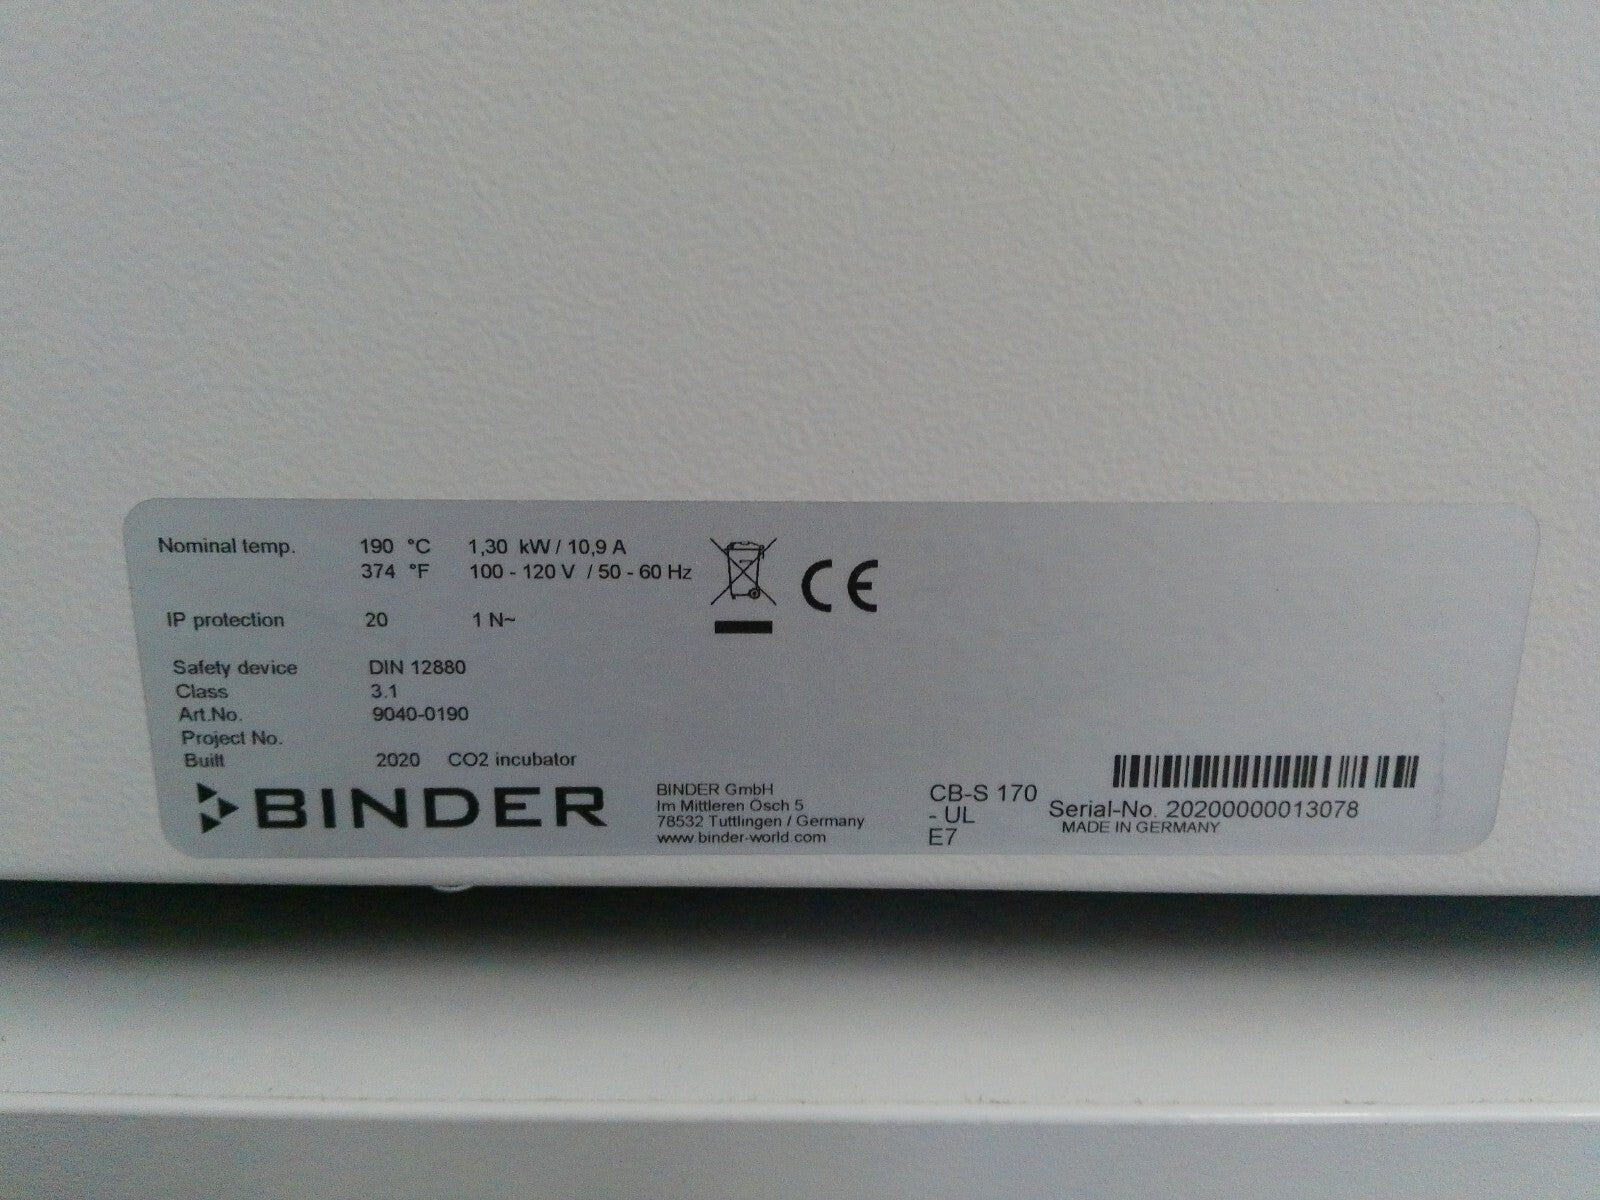 Nominal temp. 190 °C 1,30 kW / 10,9 A
374 °F 100 - 120 V / 50 - 60 Hz
IP protection 20 1 N~
Safety device DIN 12880
Class 3.1
Art.No. 9040-0190
Project No.
Built 2020 CO2 incubator
CE
BINDER
BINDER GmbH
Im Mittleren Ösch 5
78532 Tuttlingen / Germany
www.binder-world.com
CB-S 170
- UL
E7
Serial-No. 20200000013078
MADE IN GERMANY